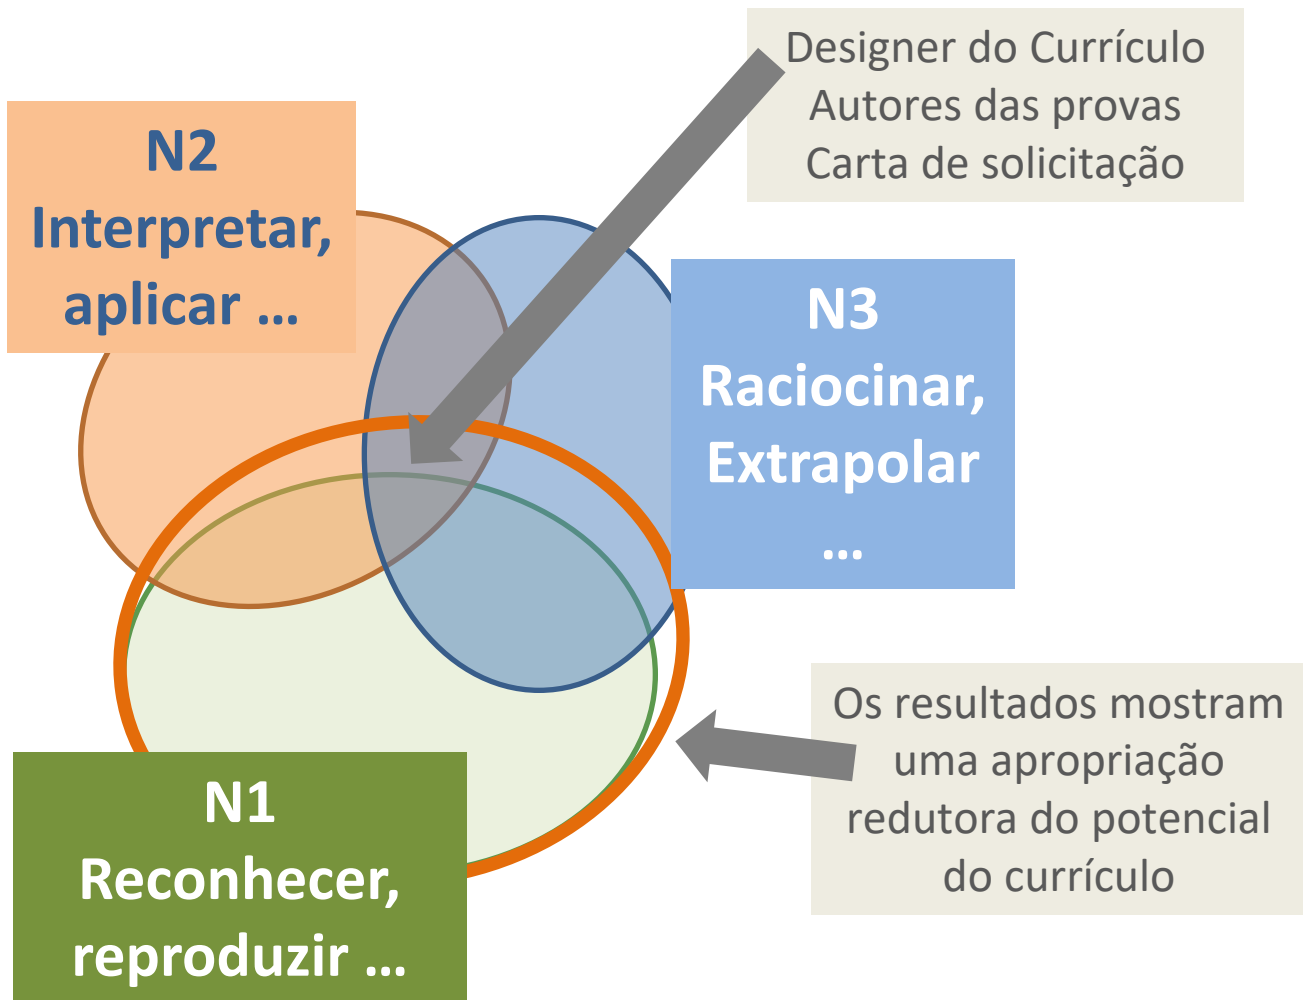 Designer do Currículo
Autores das provas
Carta de solicitação
N2
Interpretar,
aplicar ...
N3
Raciocinar,
Extrapolar
...
Os resultados mostram
uma apropriação
redutora do potencial
do currículo
N1
Reconhecer,
reproduzir ...